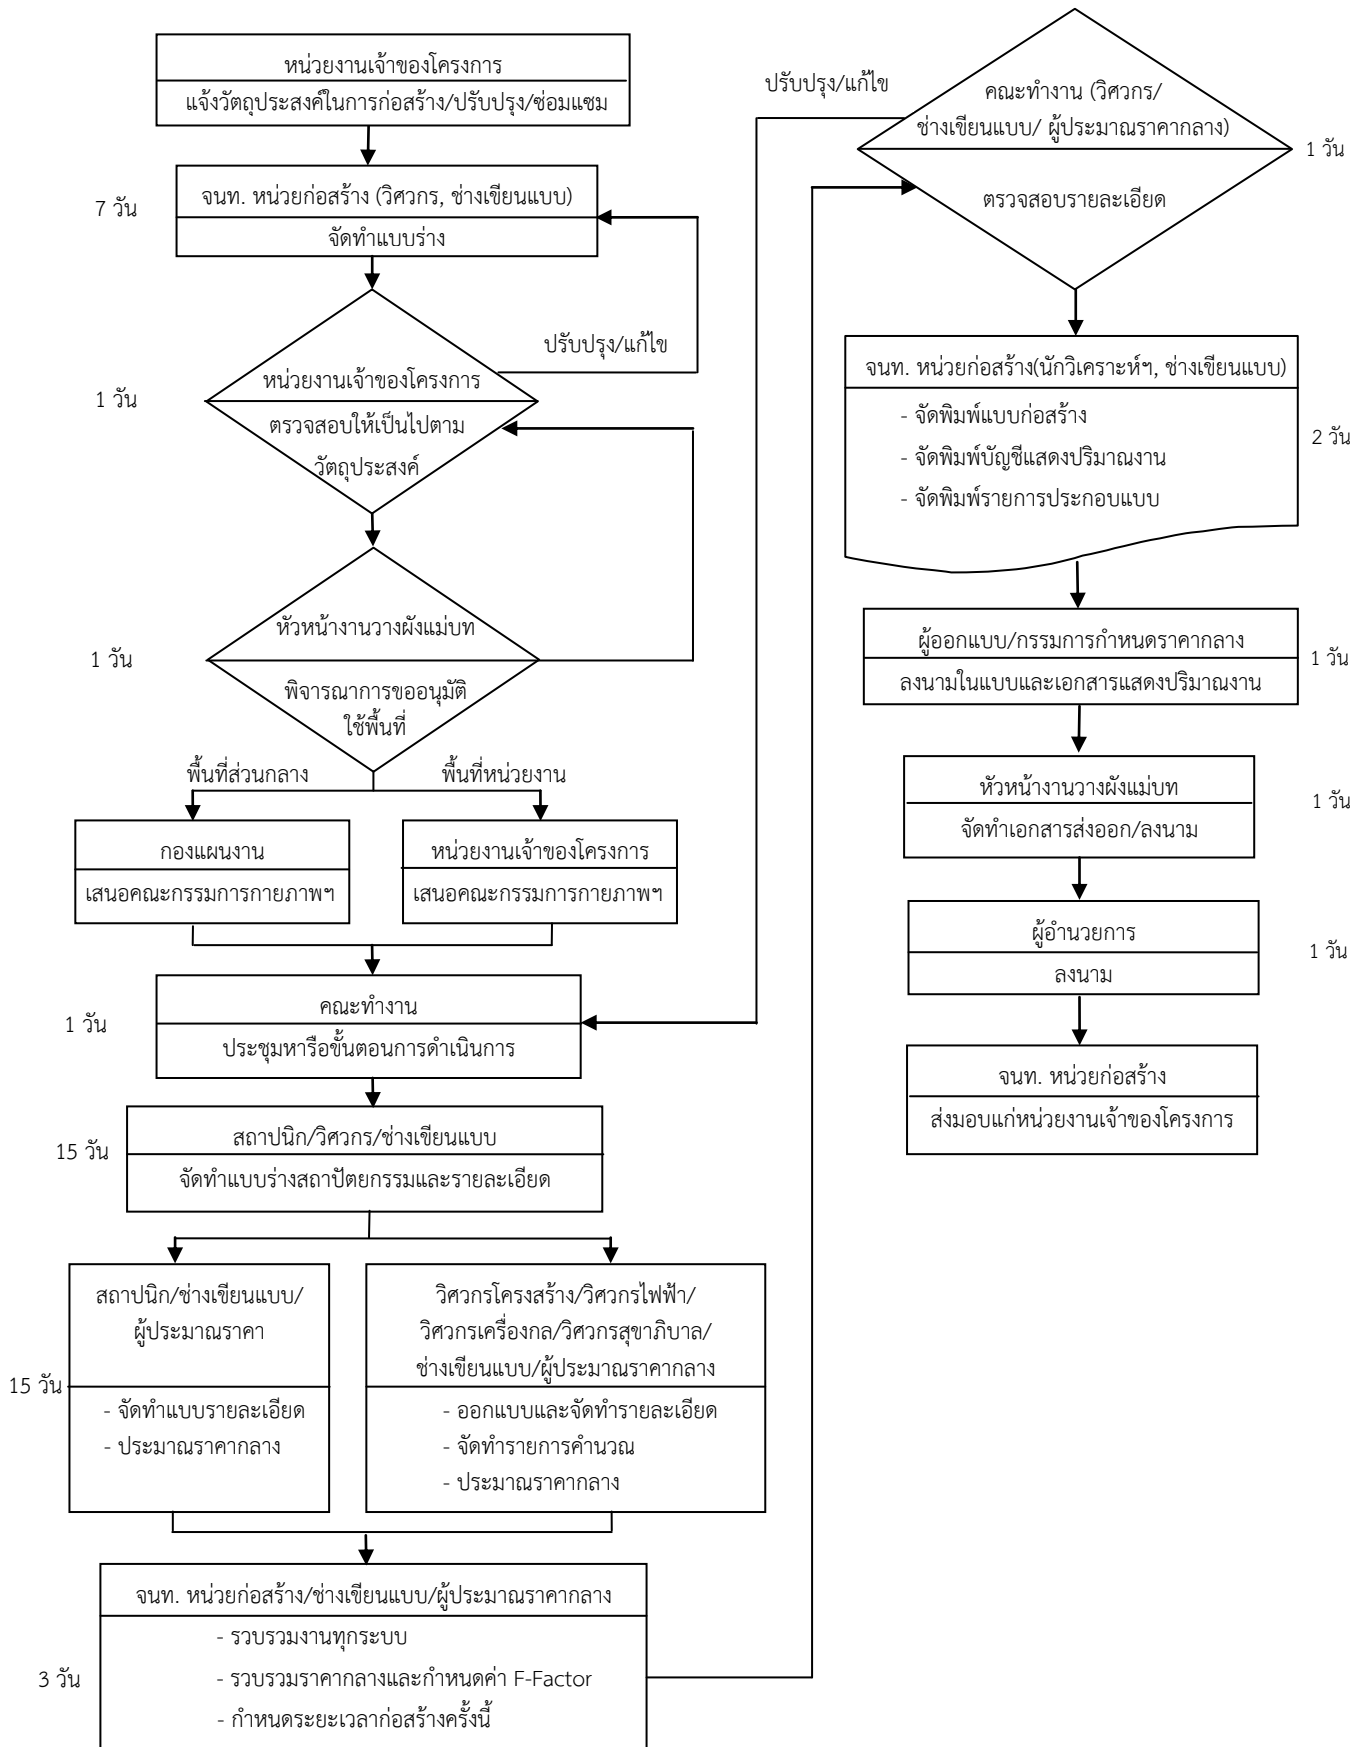 หน่วยงานเจ้าของโครงการ
แจ้งวัตถุประสงค์ในการก่อสร้าง/ปรับปรุง/ซ่อมแซม
7 วัน
จนท. หน่วยก่อสร้าง (วิศวกร, ช่างเขียนแบบ)
จัดทำแบบร่าง
ปรับปรุง/แก้ไข
1 วัน
หน่วยงานเจ้าของโครงการ
ตรวจสอบให้เป็นไปตาม
วัตถุประสงค์
1 วัน
หัวหน้างานวางผังแม่บท
พิจารณาการขออนุมัติ
ใช้พื้นที่
พื้นที่ส่วนกลาง
พื้นที่หน่วยงาน
กองแผนงาน
เสนอคณะกรรมการกายภาพฯ
หน่วยงานเจ้าของโครงการ
เสนอคณะกรรมการกายภาพฯ
1 วัน
คณะทำงาน
ประชุมหารือขั้นตอนการดำเนินการ
15 วัน
สถาปนิก/วิศวกร/ช่างเขียนแบบ
จัดทำแบบร่างสถาปัตยกรรมและรายละเอียด
15 วัน
สถาปนิก/ช่างเขียนแบบ/
ผู้ประมาณราคา
- จัดทำแบบรายละเอียด
- ประมาณราคากลาง
วิศวกรโครงสร้าง/วิศวกรไฟฟ้า/
วิศวกรเครื่องกล/วิศวกรสุขาภิบาล/
ช่างเขียนแบบ/ผู้ประมาณราคากลาง
- ออกแบบและจัดทำรายละเอียด
- จัดทำรายการคำนวณ
- ประมาณราคากลาง
3 วัน
จนท. หน่วยก่อสร้าง/ช่างเขียนแบบ/ผู้ประมาณราคากลาง
- รวบรวมงานทุกระบบ
- รวบรวมราคากลางและกำหนดค่า F-Factor
- กำหนดระยะเวลาก่อสร้างครั้งนี้
ปรับปรุง/แก้ไข
คณะทำงาน (วิศวกร/
ช่างเขียนแบบ/ ผู้ประมาณราคากลาง)
ตรวจสอบรายละเอียด
1 วัน
จนท. หน่วยก่อสร้าง(นักวิเคราะห์ฯ, ช่างเขียนแบบ)
- จัดพิมพ์แบบก่อสร้าง
- จัดพิมพ์บัญชีแสดงปริมาณงาน
- จัดพิมพ์รายการประกอบแบบ
2 วัน
ผู้ออกแบบ/กรรมการกำหนดราคากลาง
ลงนามในแบบและเอกสารแสดงปริมาณงาน
1 วัน
หัวหน้างานวางผังแม่บท
จัดทำเอกสารส่งออก/ลงนาม
1 วัน
ผู้อำนวยการ
ลงนาม
1 วัน
จนท. หน่วยก่อสร้าง
ส่งมอบแก่หน่วยงานเจ้าของโครงการ